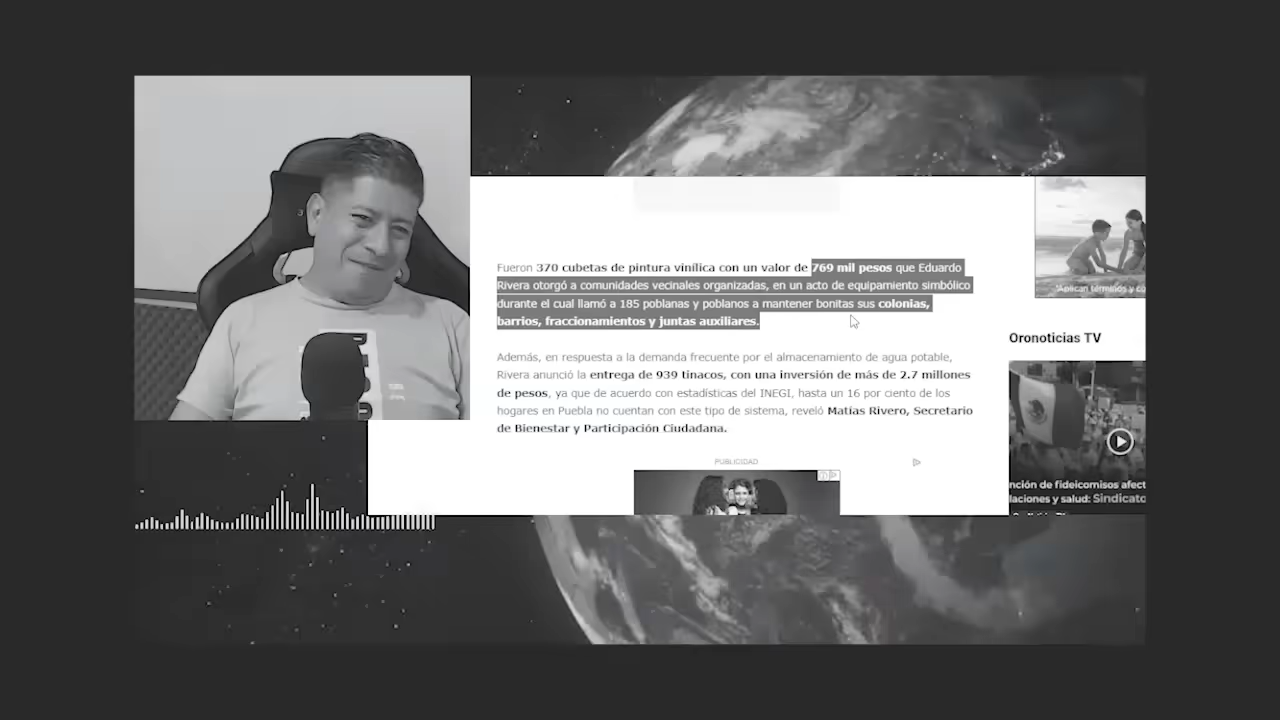 Fueron 370 cubetas de pintura vinílica con un valor de 769 mil pesos que Eduardo
Rivera otorgó a comunidades vecinales organizadas, en un acto de equipamiento simbólico
durante el cual llamó a 185 poblanas y poblanos a mantener bonitas sus colonias,
barrios, fraccionamientos y juntas auxiliares.
Además, en respuesta a la demanda frecuente por el almacenamiento de agua potable,
Rivera anunció la entrega de 939 tinacos, con una inversión de más de 2.7 millones
de pesos, ya que de acuerdo con estadísticas del INEGI, hasta un 16 por ciento de los
hogares en Puebla no cuentan con este tipo de sistema, reveló Matías Rivero, Secretario
de Bienestar y Participación Ciudadana.
PUBLICIDAD
*Aplican términos y co
Oronoticias TV
nción de fideicomisos afect
laciones y salud: Sindicato